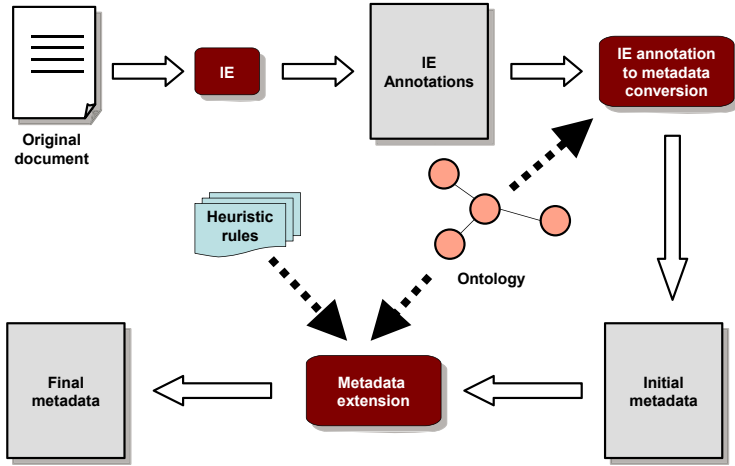 Original
document
IE
IE
Annotations
IE annotation
to metadata
conversion
Heuristic
rules
Ontology
Final
metadata
Metadata
extension
Initial
metadata